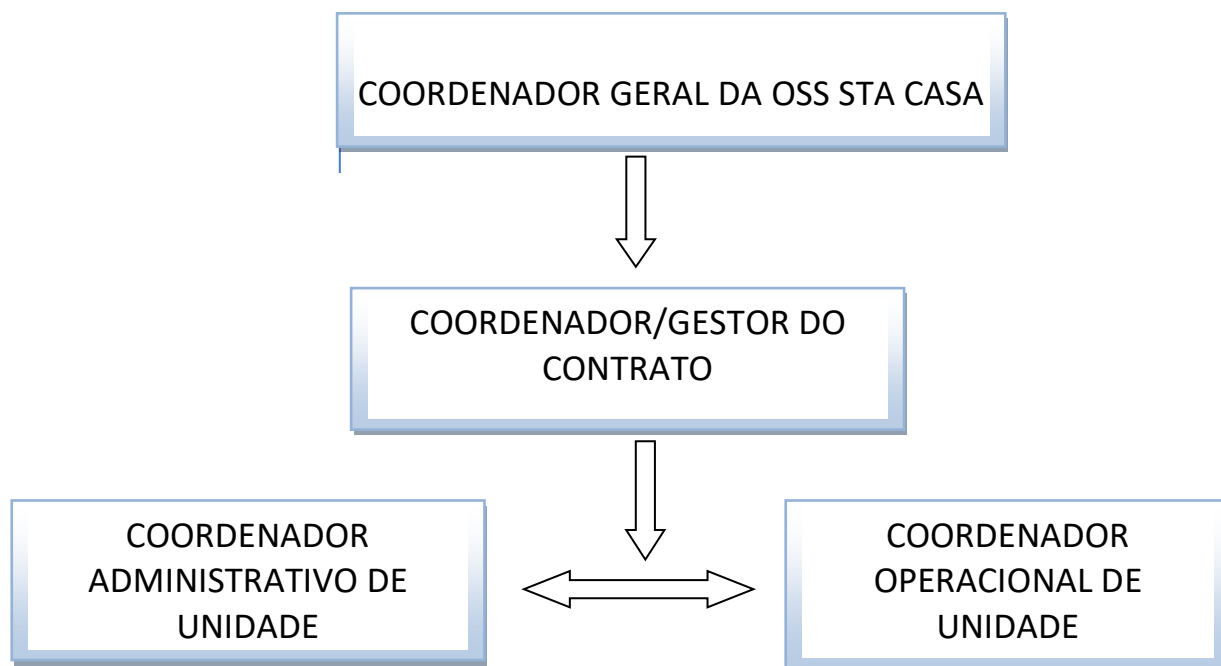 COORDENADOR GERAL DA OSS STA CASA
COORDENADOR/GESTOR DO
CONTRATO
COORDENADOR
ADMINISTRATIVO DE
UNIDADE
COORDENADOR
OPERACIONAL DE
UNIDADE